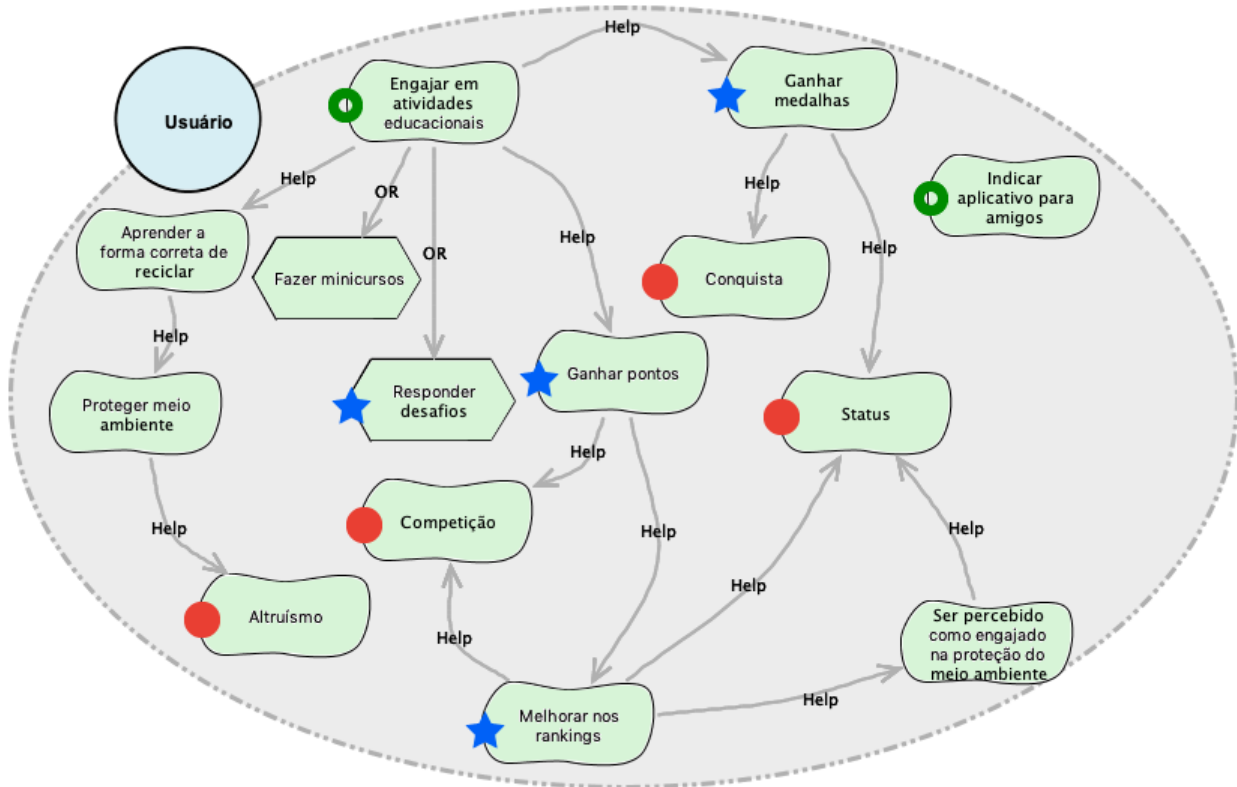 Usuário
Engajar em
atividades
educacionais
Help
Ganhar
medalhas
Help
OR
Aprender a
forma correta de
reciclar
Fazer minicursos
OR
Help
Help
Conquista
Help
Indicar
aplicativo para
amigos
Help
Proteger meio
ambiente
Responder
desafios
Ganhar pontos
Status
Help
Competição
Help
Help
Help
Help
Altruísmo
Help
Ser percebido
como engajado
na proteção do
meio ambiente
Help
Melhorar nos
rankings